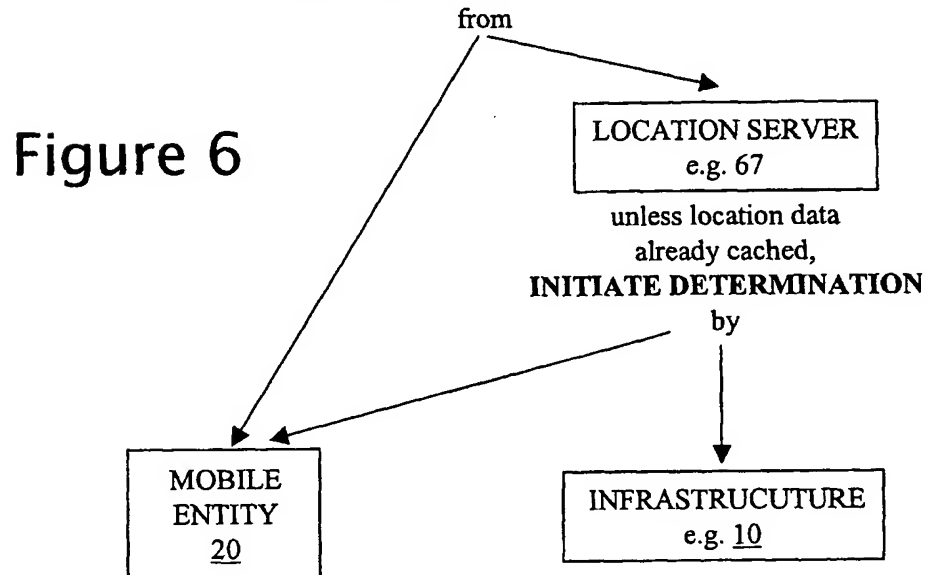 from
Figure 6
LOCATION SERVER
e.g. 67
unless location data
already cached,
INITIATE DETERMINATION
by
MOBILE
ENTITY
20
INFRASTRUCUTURE
e.g. 10